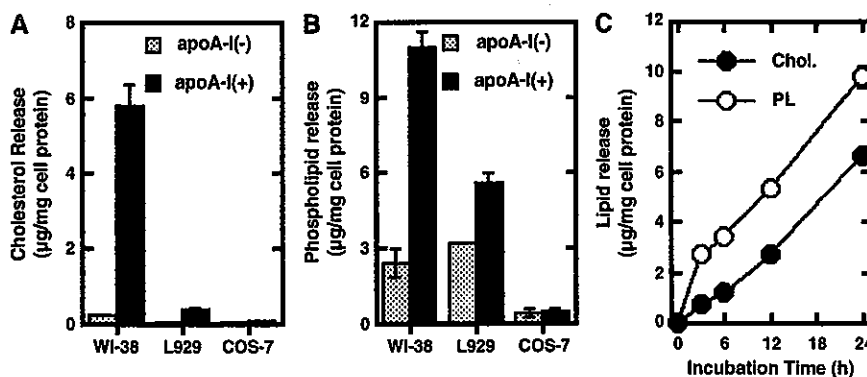 A
Cholesterol Release
(µg/mg cell protein)
8
6
4
2
0
apoA-I(-)
apoA-I(+)
WI-38 L929 COS-7
B
Phospholipid release
(µg/mg cell protein)
12
9
6
3
0
apoA-I(-)
apoA-I(+)
WI-38 L929 COS-7
C
Lipid release
(µg/mg cell protein)
12
10
8
6
4
2
0
Chol.
PL
0 6 12 18 24
Incubation Time (h)